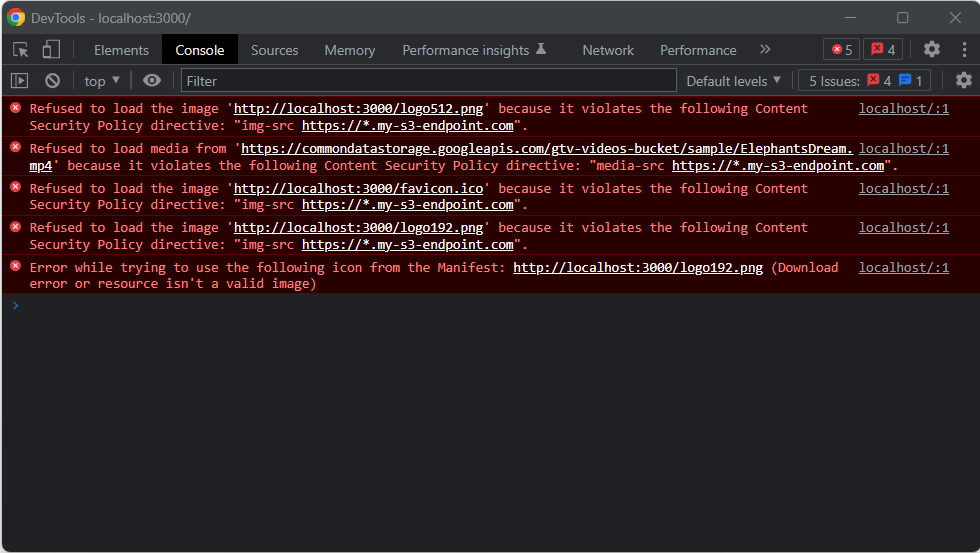 DevTools - localhost:3000/
Elements Console Sources Memory Performance insights Network Performance 5 4
top Filter Default levels 5 Issues: 4 1
Refused to load the image 'http://localhost:3000/logo512.png' because it violates the following Content localhost/:1
Security Policy directive: "img-src https://*.my-s3-endpoint.com".
Refused to load media from 'https://commondatastorage.googleapis.com/gtv-videos-bucket/sample/ElephantsDream. localhost/:1
mp4' because it violates the following Content Security Policy directive: "media-src https://*.my-s3-endpoint.com".
Refused to load the image 'http://localhost:3000/favicon.ico' because it violates the following Content localhost/:1
Security Policy directive: "img-src https://*.my-s3-endpoint.com".
Refused to load the image 'http://localhost:3000/logo192.png' because it violates the following Content localhost/:1
Security Policy directive: "img-src https://*.my-s3-endpoint.com".
Error while trying to use the following icon from the Manifest: http://localhost:3000/logo192.png (Download localhost/:1
error or resource isn't a valid image)